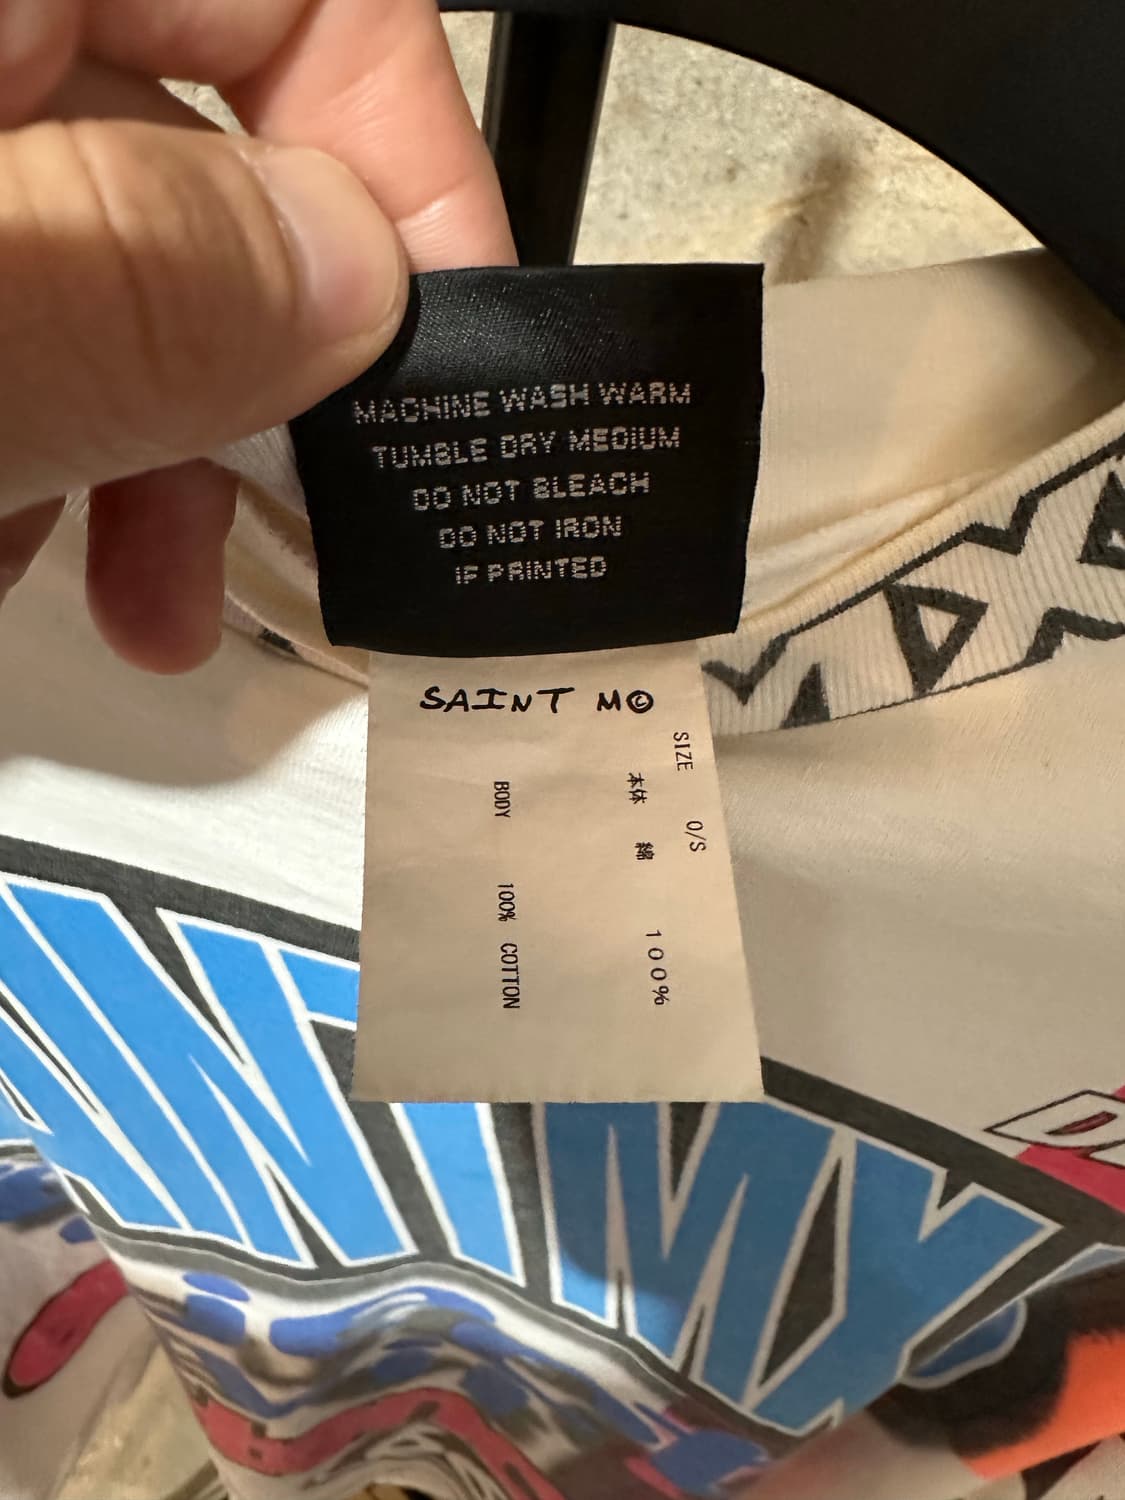 MACHINE WASH WARM
TUMBLE DRY MEDIUM
DO NOT BLEACH
DO NOT IRON
IF PRINTED
SAINT M©
SIZE O/S
本体 綿 100%
BODY 100% COTTON